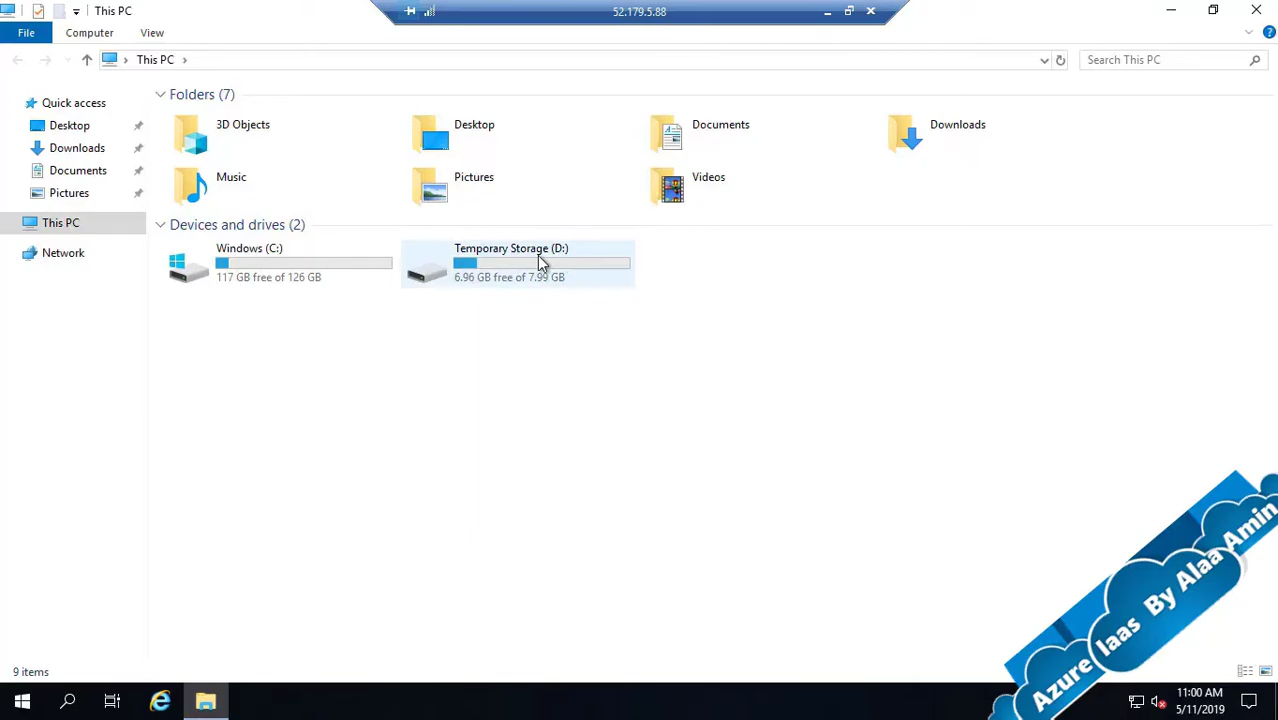 This PC
52.179.5.88
File
Computer
View
This PC
Search This PC
Quick access
Desktop
Downloads
Documents
Pictures
This PC
Network
Folders (7)
3D Objects
Desktop
Documents
Downloads
Music
Pictures
Videos
Devices and drives (2)
Windows (C:)
117 GB free of 126 GB
Temporary Storage (D:)
6.96 GB free of 7.99 GB
9 items
Azure Iaas By Alaa Amin
11:00 AM
5/11/2019